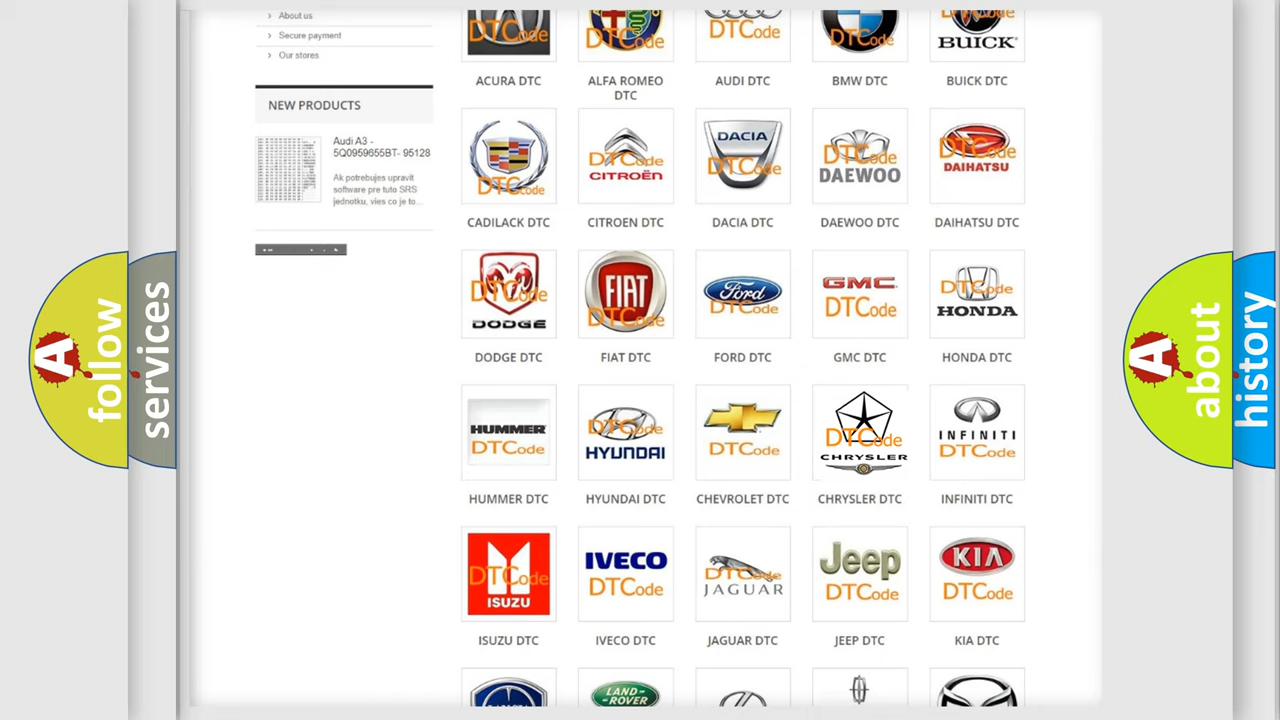 About us
Secure payment
Our stores
NEW PRODUCTS
Audi A3 -
5Q0959655BT- 95128
Ak potrebujes upravit
software pre tuto SRS
jednotku, vies co je to...
DTCode
DTCode
DTCode
DTCode
BUICK
ACURA DTC
ALFA ROMEO
DTC
AUDI DTC
BMW DTC
BUICK DTC
DTCode
DTCode
CITROËN
DACIA
DTCode
DTCode
DAEWOO
DTCode
DAIHATSU
CADILACK DTC
CITROEN DTC
DACIA DTC
DAEWOO DTC
DAIHATSU DTC
DTCode
DODGE
FIAT
DTCode
Ford
DTCode
GMC
DTCode
DTCode
HONDA
DODGE DTC
FIAT DTC
FORD DTC
GMC DTC
HONDA DTC
HUMMER
DTCode
DTCode
HYUNDAI
DTCode
DTCode
CHRYSLER
INFINITI
DTCode
HUMMER DTC
HYUNDAI DTC
CHEVROLET DTC
CHRYSLER DTC
INFINITI DTC
DTCode
ISUZU
IVECO
DTCode
DTCode
JAGUAR
Jeep
DTCode
KIA
DTCode
ISUZU DTC
IVECO DTC
JAGUAR DTC
JEEP DTC
KIA DTC
LAND-
ROVER
A follow
services
A about
history